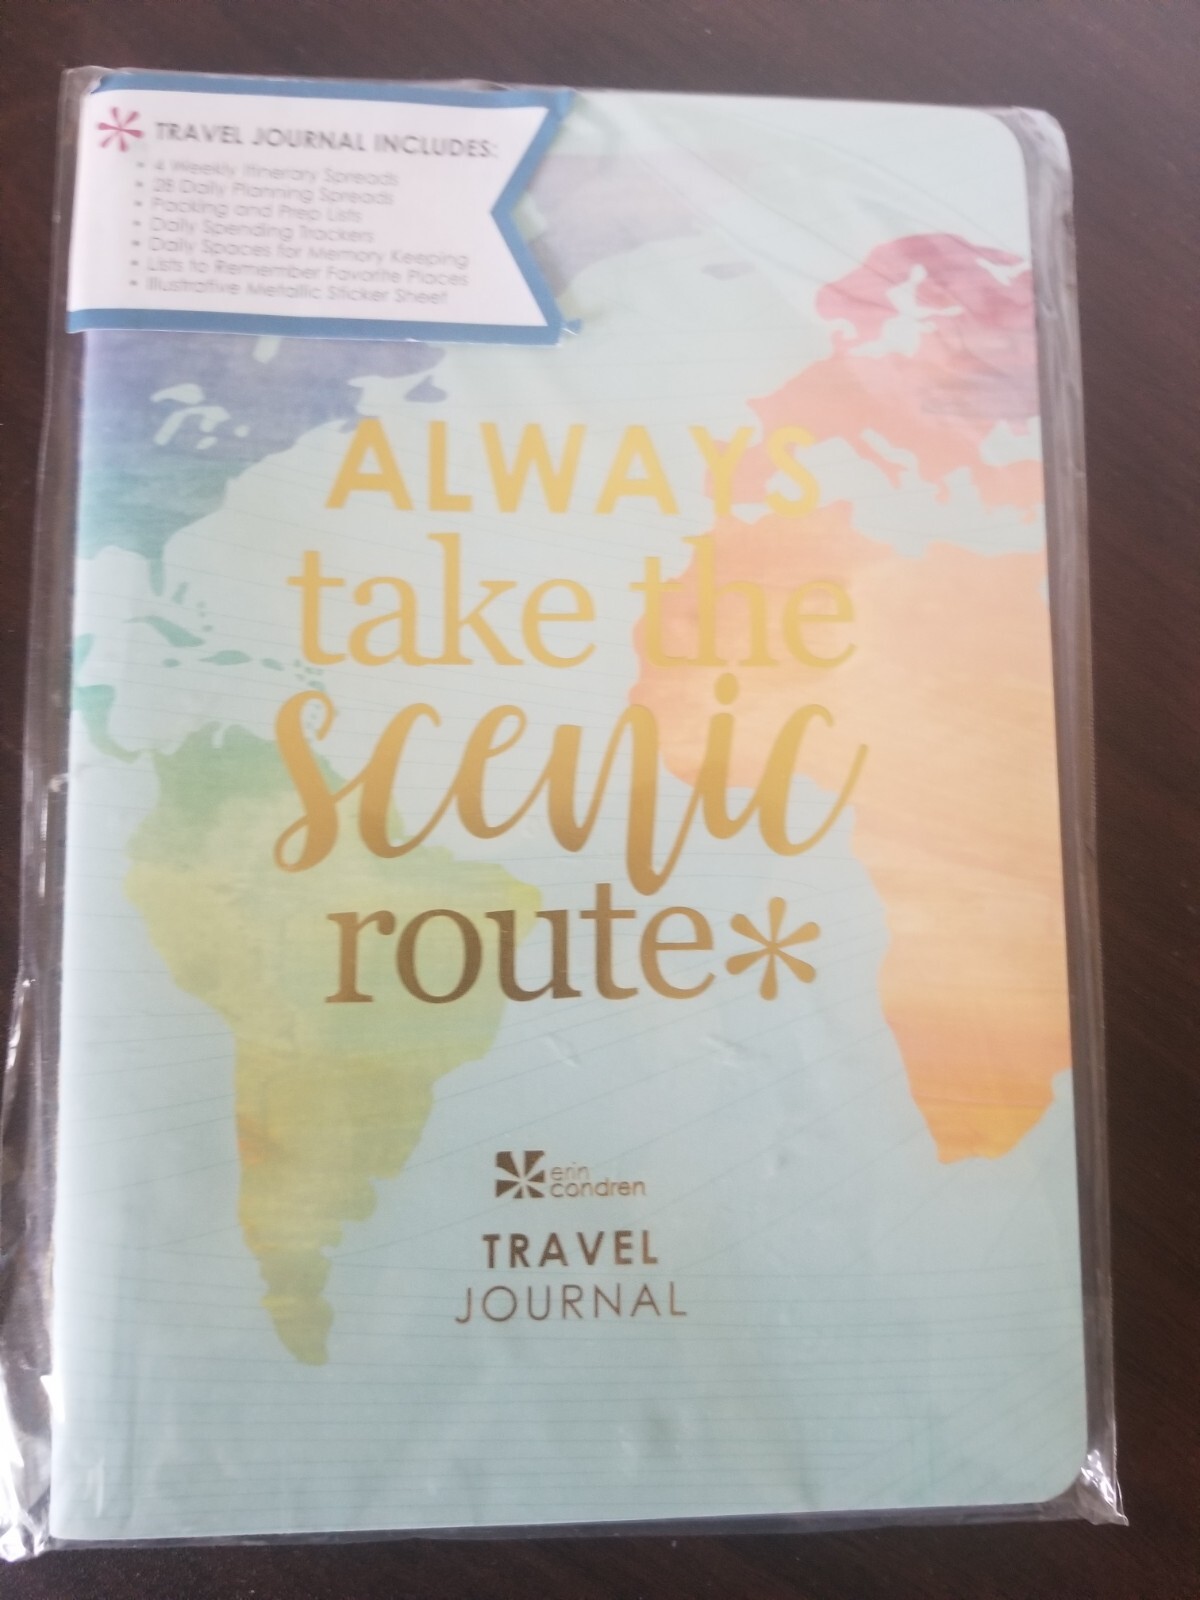 TRAVEL JOURNAL INCLUDES:
• 4 Weekly Itinerary Spreads
• 28 Daily Planning Spreads
• Packing and Prep Lists
• Daily Spending Trackers
• Daily Spaces for Memory Keeping
• Lists to Remember Favorite Places
• Illustrative Metallic Sticker Sheet
ALWAYS
take the
scenic
route*
erin
condren
TRAVEL
JOURNAL